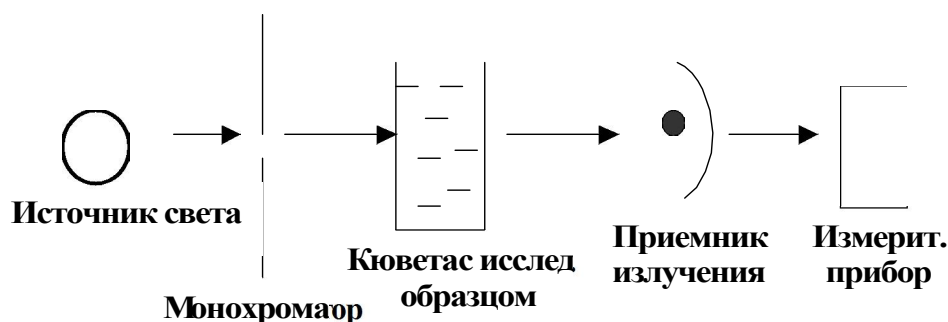 Источник света
Монохроматор
Кюветас исслед
образцом
Приемник
излучения
Измерит.
прибор